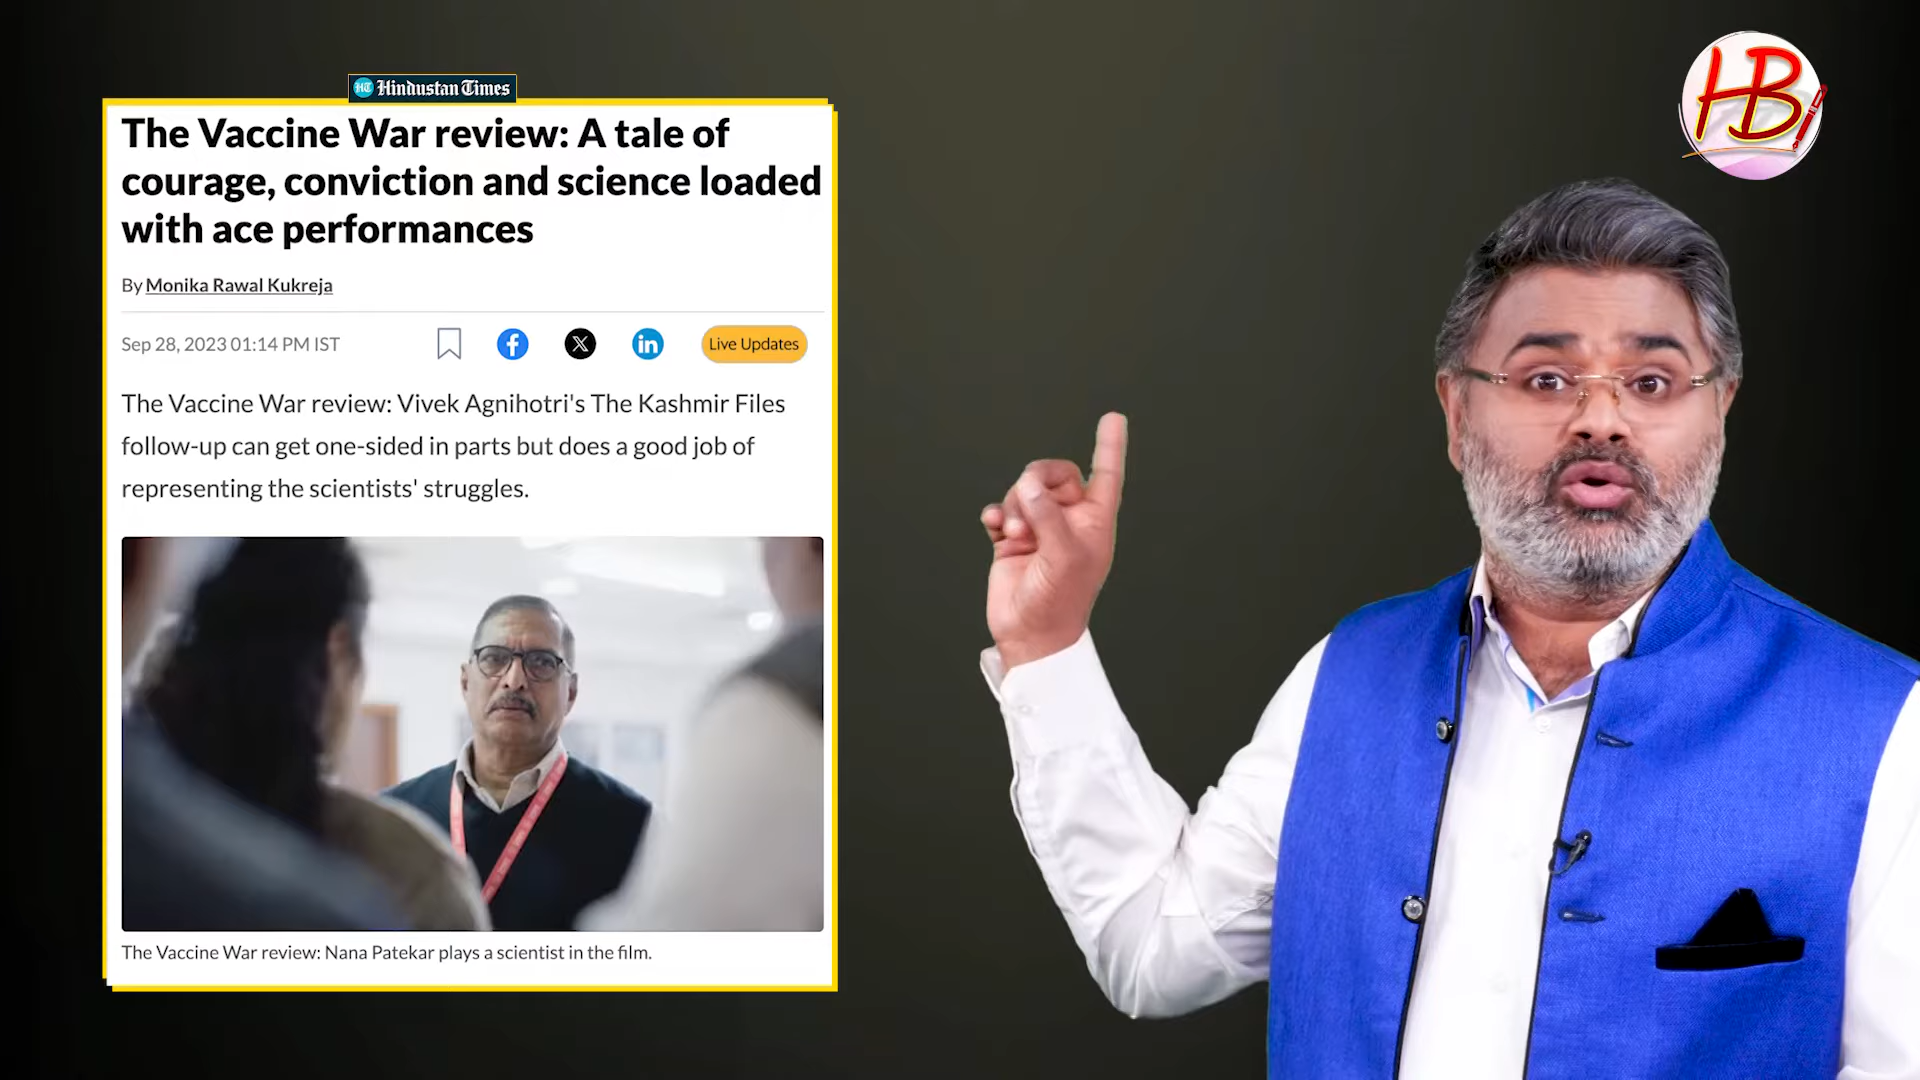 HT Hindustan Times
The Vaccine War review: A tale of
courage, conviction and science loaded
with ace performances
By Monika Rawal Kukreja
Sep 28, 2023 01:14 PM IST
Live Updates
The Vaccine War review: Vivek Agnihotri's The Kashmir Files
follow-up can get one-sided in parts but does a good job of
representing the scientists' struggles.
The Vaccine War review: Nana Patekar plays a scientist in the film.
HB